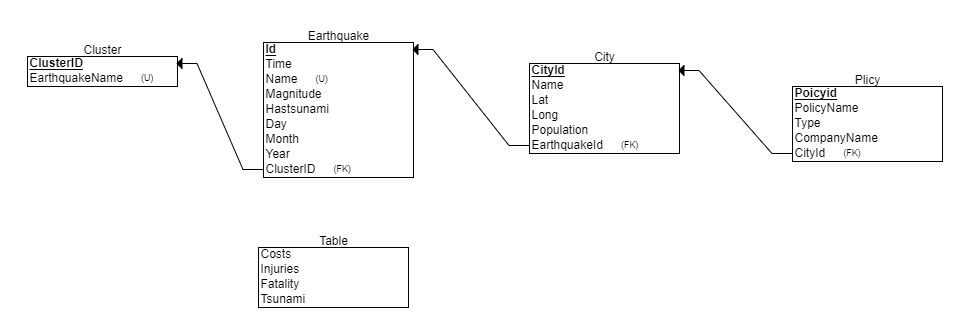 Cluster
ClusterID
EarthquakeName (U)
Earthquake
Id
Time
Name (U)
Magnitude
Hastsunami
Day
Month
Year
ClusterID (FK)
City
CityId
Name
Lat
Long
Population
EarthquakeId (FK)
Plicy
Poicyid
PolicyName
Type
CompanyName
CityId (FK)
Table
Costs
Injuries
Fatality
Tsunami